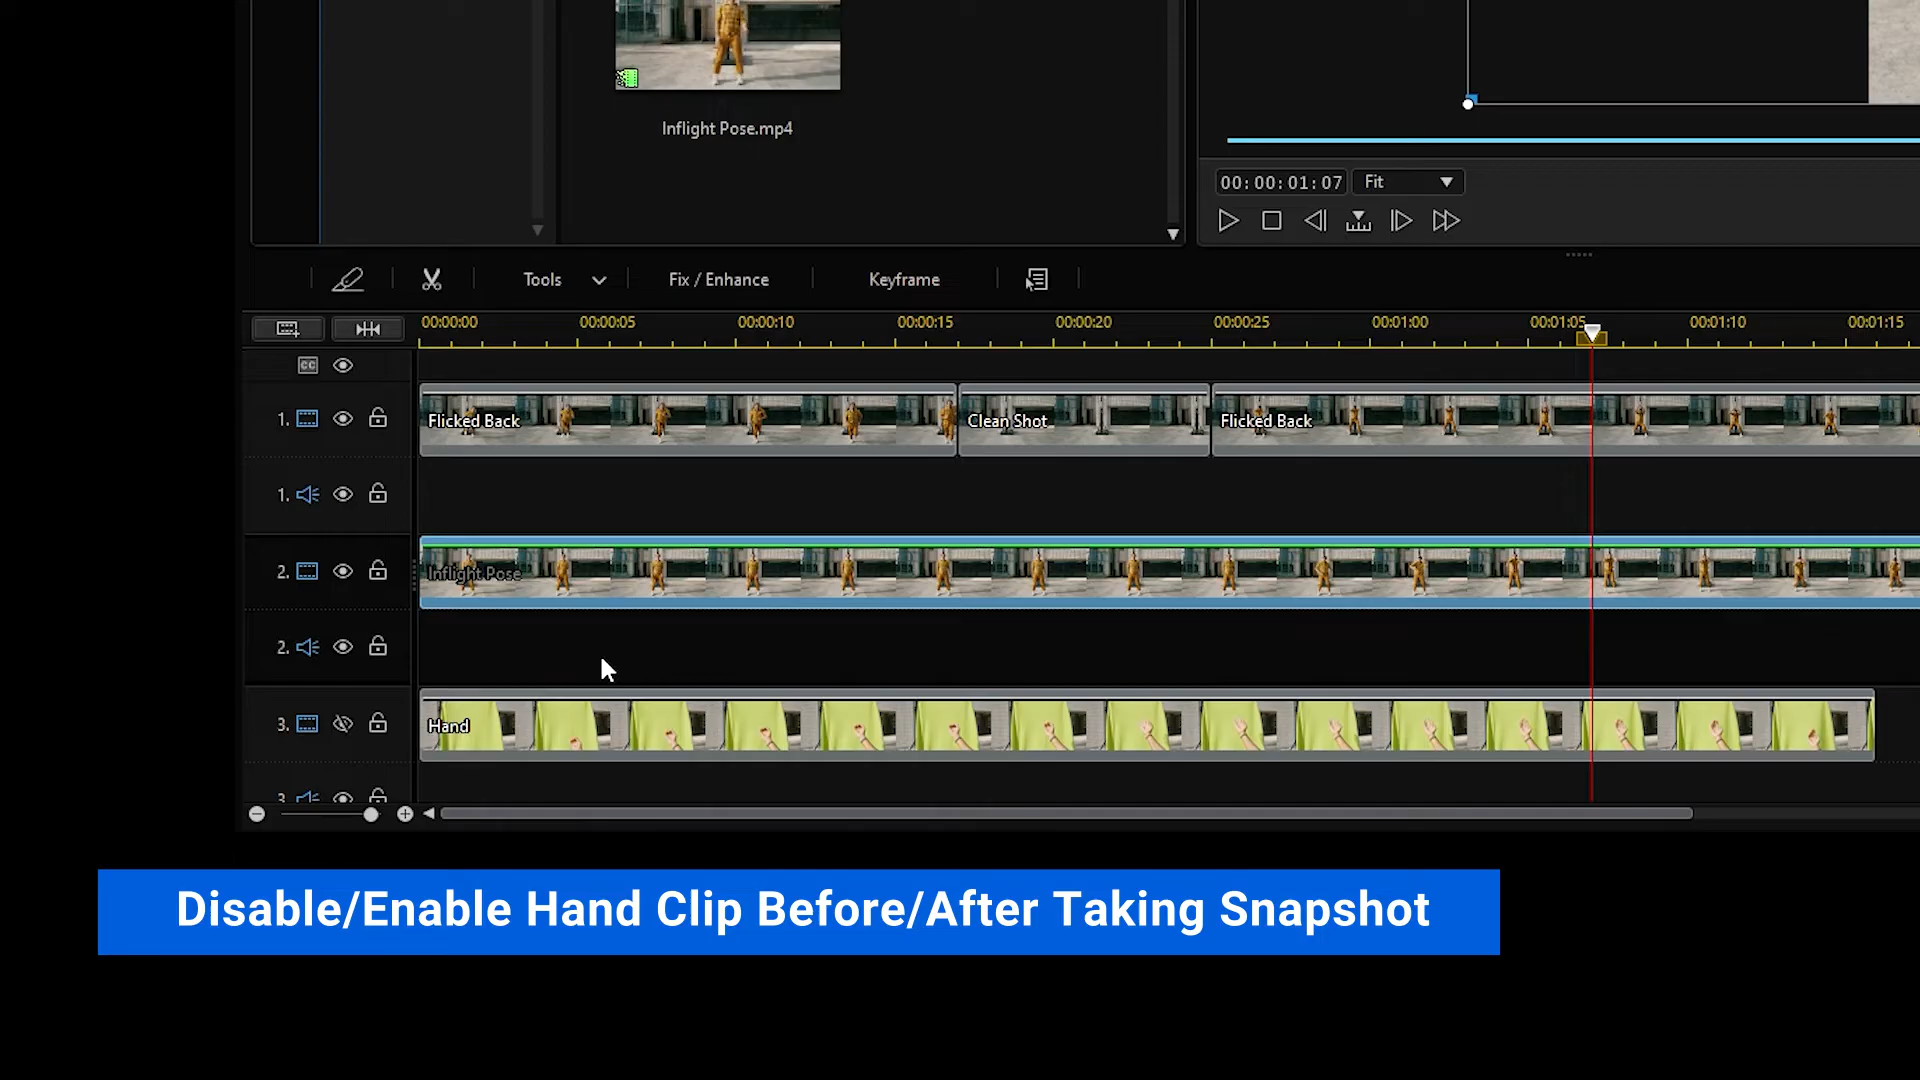 Inflight Pose.mp4
00:00:01:07
Fit
Tools
Fix / Enhance
Keyframe
00:00:00
00:00:05
00:00:10
00:00:15
00:00:20
00:00:25
00:01:00
00:01:05
00:01:10
00:01:15
CC
1.
Flicked Back
Clean Shot
Flicked Back
1.
2.
Inflight Pose
2.
3.
Hand
3.
Disable/Enable Hand Clip Before/After Taking Snapshot